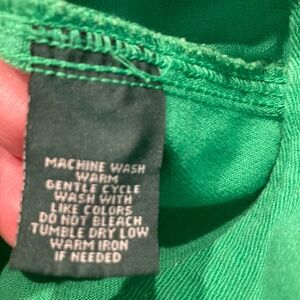 MACHINE WASH
WARM
GENTLE CYCLE
WASH WITH
LIKE COLORS
DO NOT BLEACH
TUMBLE DRY LOW
WARM IRON
IF NEEDED